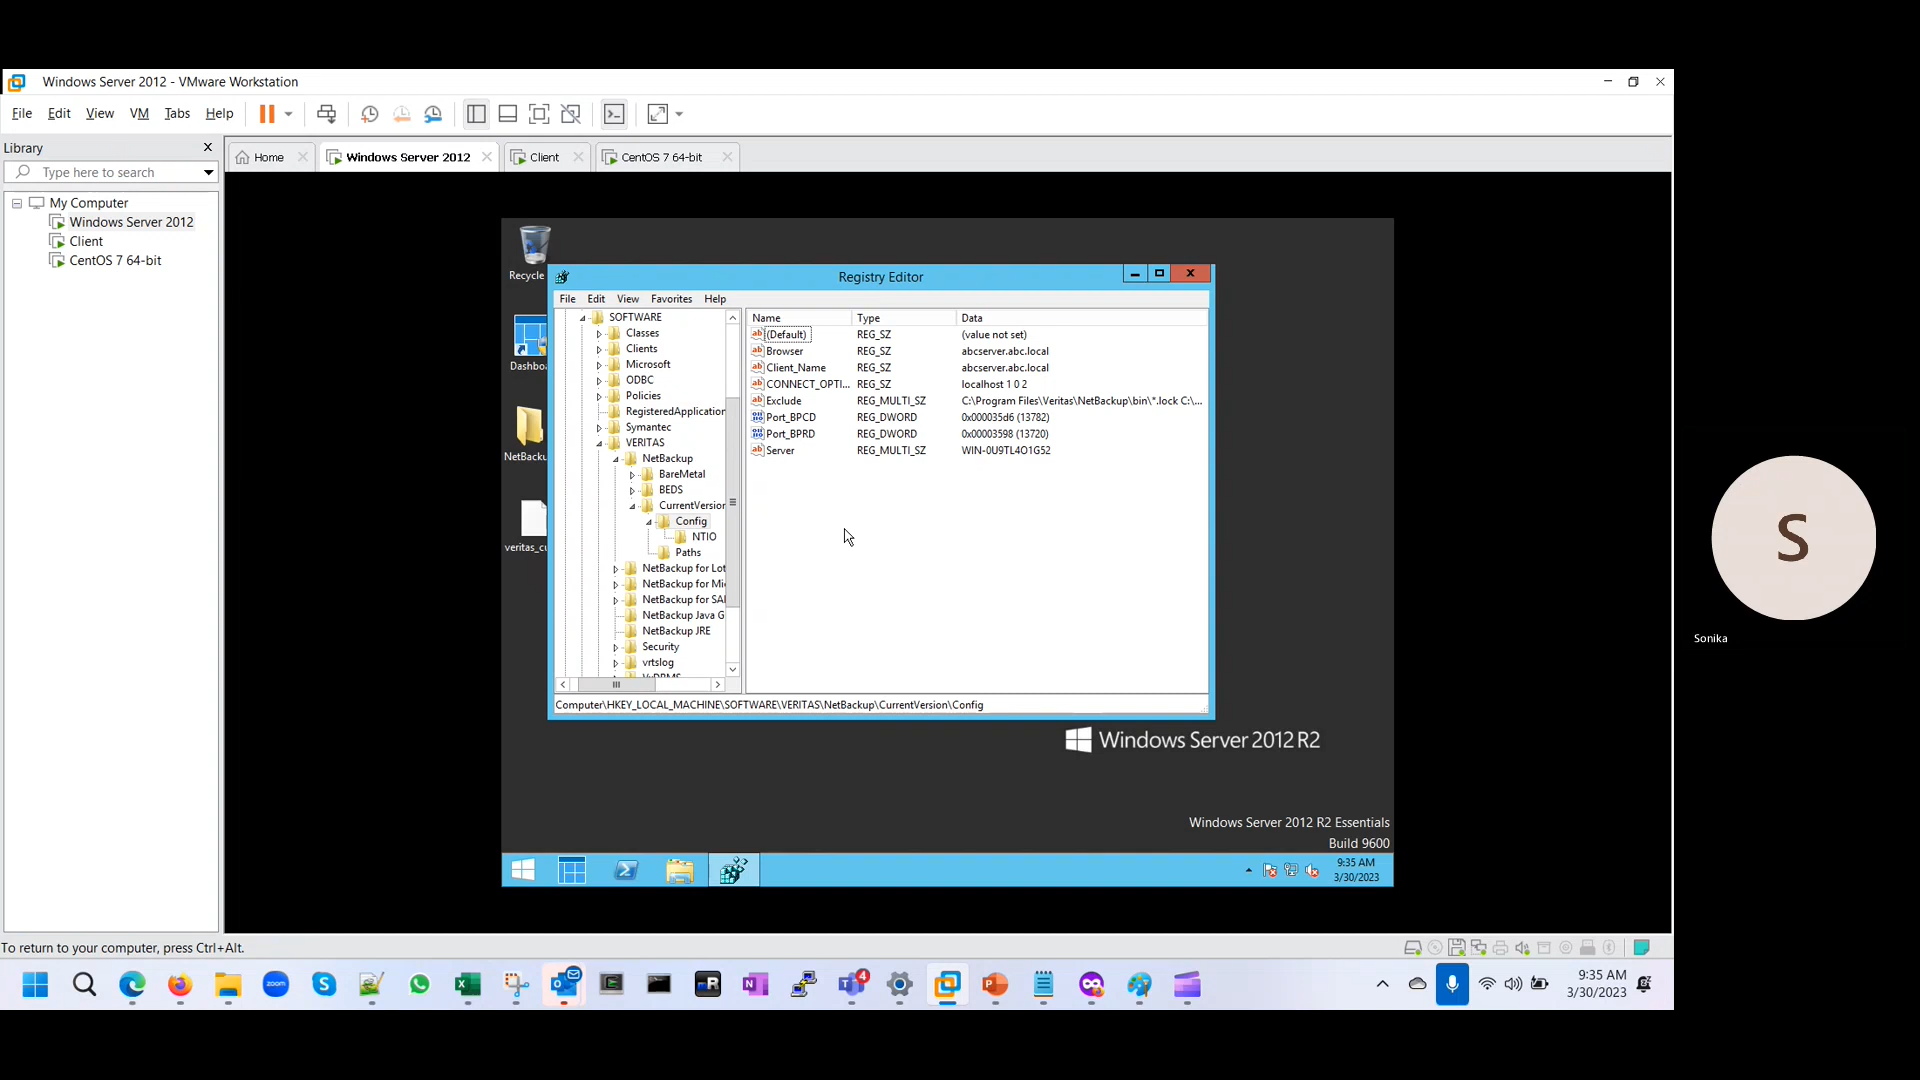 Windows Server 2012 - VMware Workstation
File Edit View VM Tabs Help
Library
Type here to search
My Computer
Windows Server 2012
Client
CentOS 7 64-bit
Home
Windows Server 2012
Client
CentOS 7 64-bit
Recycle
Dashbo
NetBacku
veritas_cu
Registry Editor
File Edit View Favorites Help
SOFTWARE
Classes
Clients
Microsoft
ODBC
Policies
RegisteredApplication
Symantec
VERITAS
NetBackup
BareMetal
BEDS
CurrentVersion
Config
NTIO
Paths
NetBackup for Lot
NetBackup for Mi
NetBackup for SA
NetBackup Java G
NetBackup JRE
Security
vrtslog
Name Type Data
(Default) REG_SZ (value not set)
Browser REG_SZ abcserver.abc.local
Client_Name REG_SZ abcserver.abc.local
CONNECT_OPTI... REG_SZ localhost 1 0 2
Exclude REG_MULTI_SZ C:\Program Files\Veritas\NetBackup\bin\*.lock C:\...
Port_BPCD REG_DWORD 0x000035d6 (13782)
Port_BPRD REG_DWORD 0x00003598 (13720)
Server REG_MULTI_SZ WIN-0U9TL4O1G52
Computer\HKEY_LOCAL_MACHINE\SOFTWARE\VERITAS\NetBackup\CurrentVersion\Config
Windows Server 2012 R2
Windows Server 2012 R2 Essentials
Build 9600
9:35 AM
3/30/2023
To return to your computer, press Ctrl+Alt.
zoom
4
9:35 AM
3/30/2023
S
Sonika